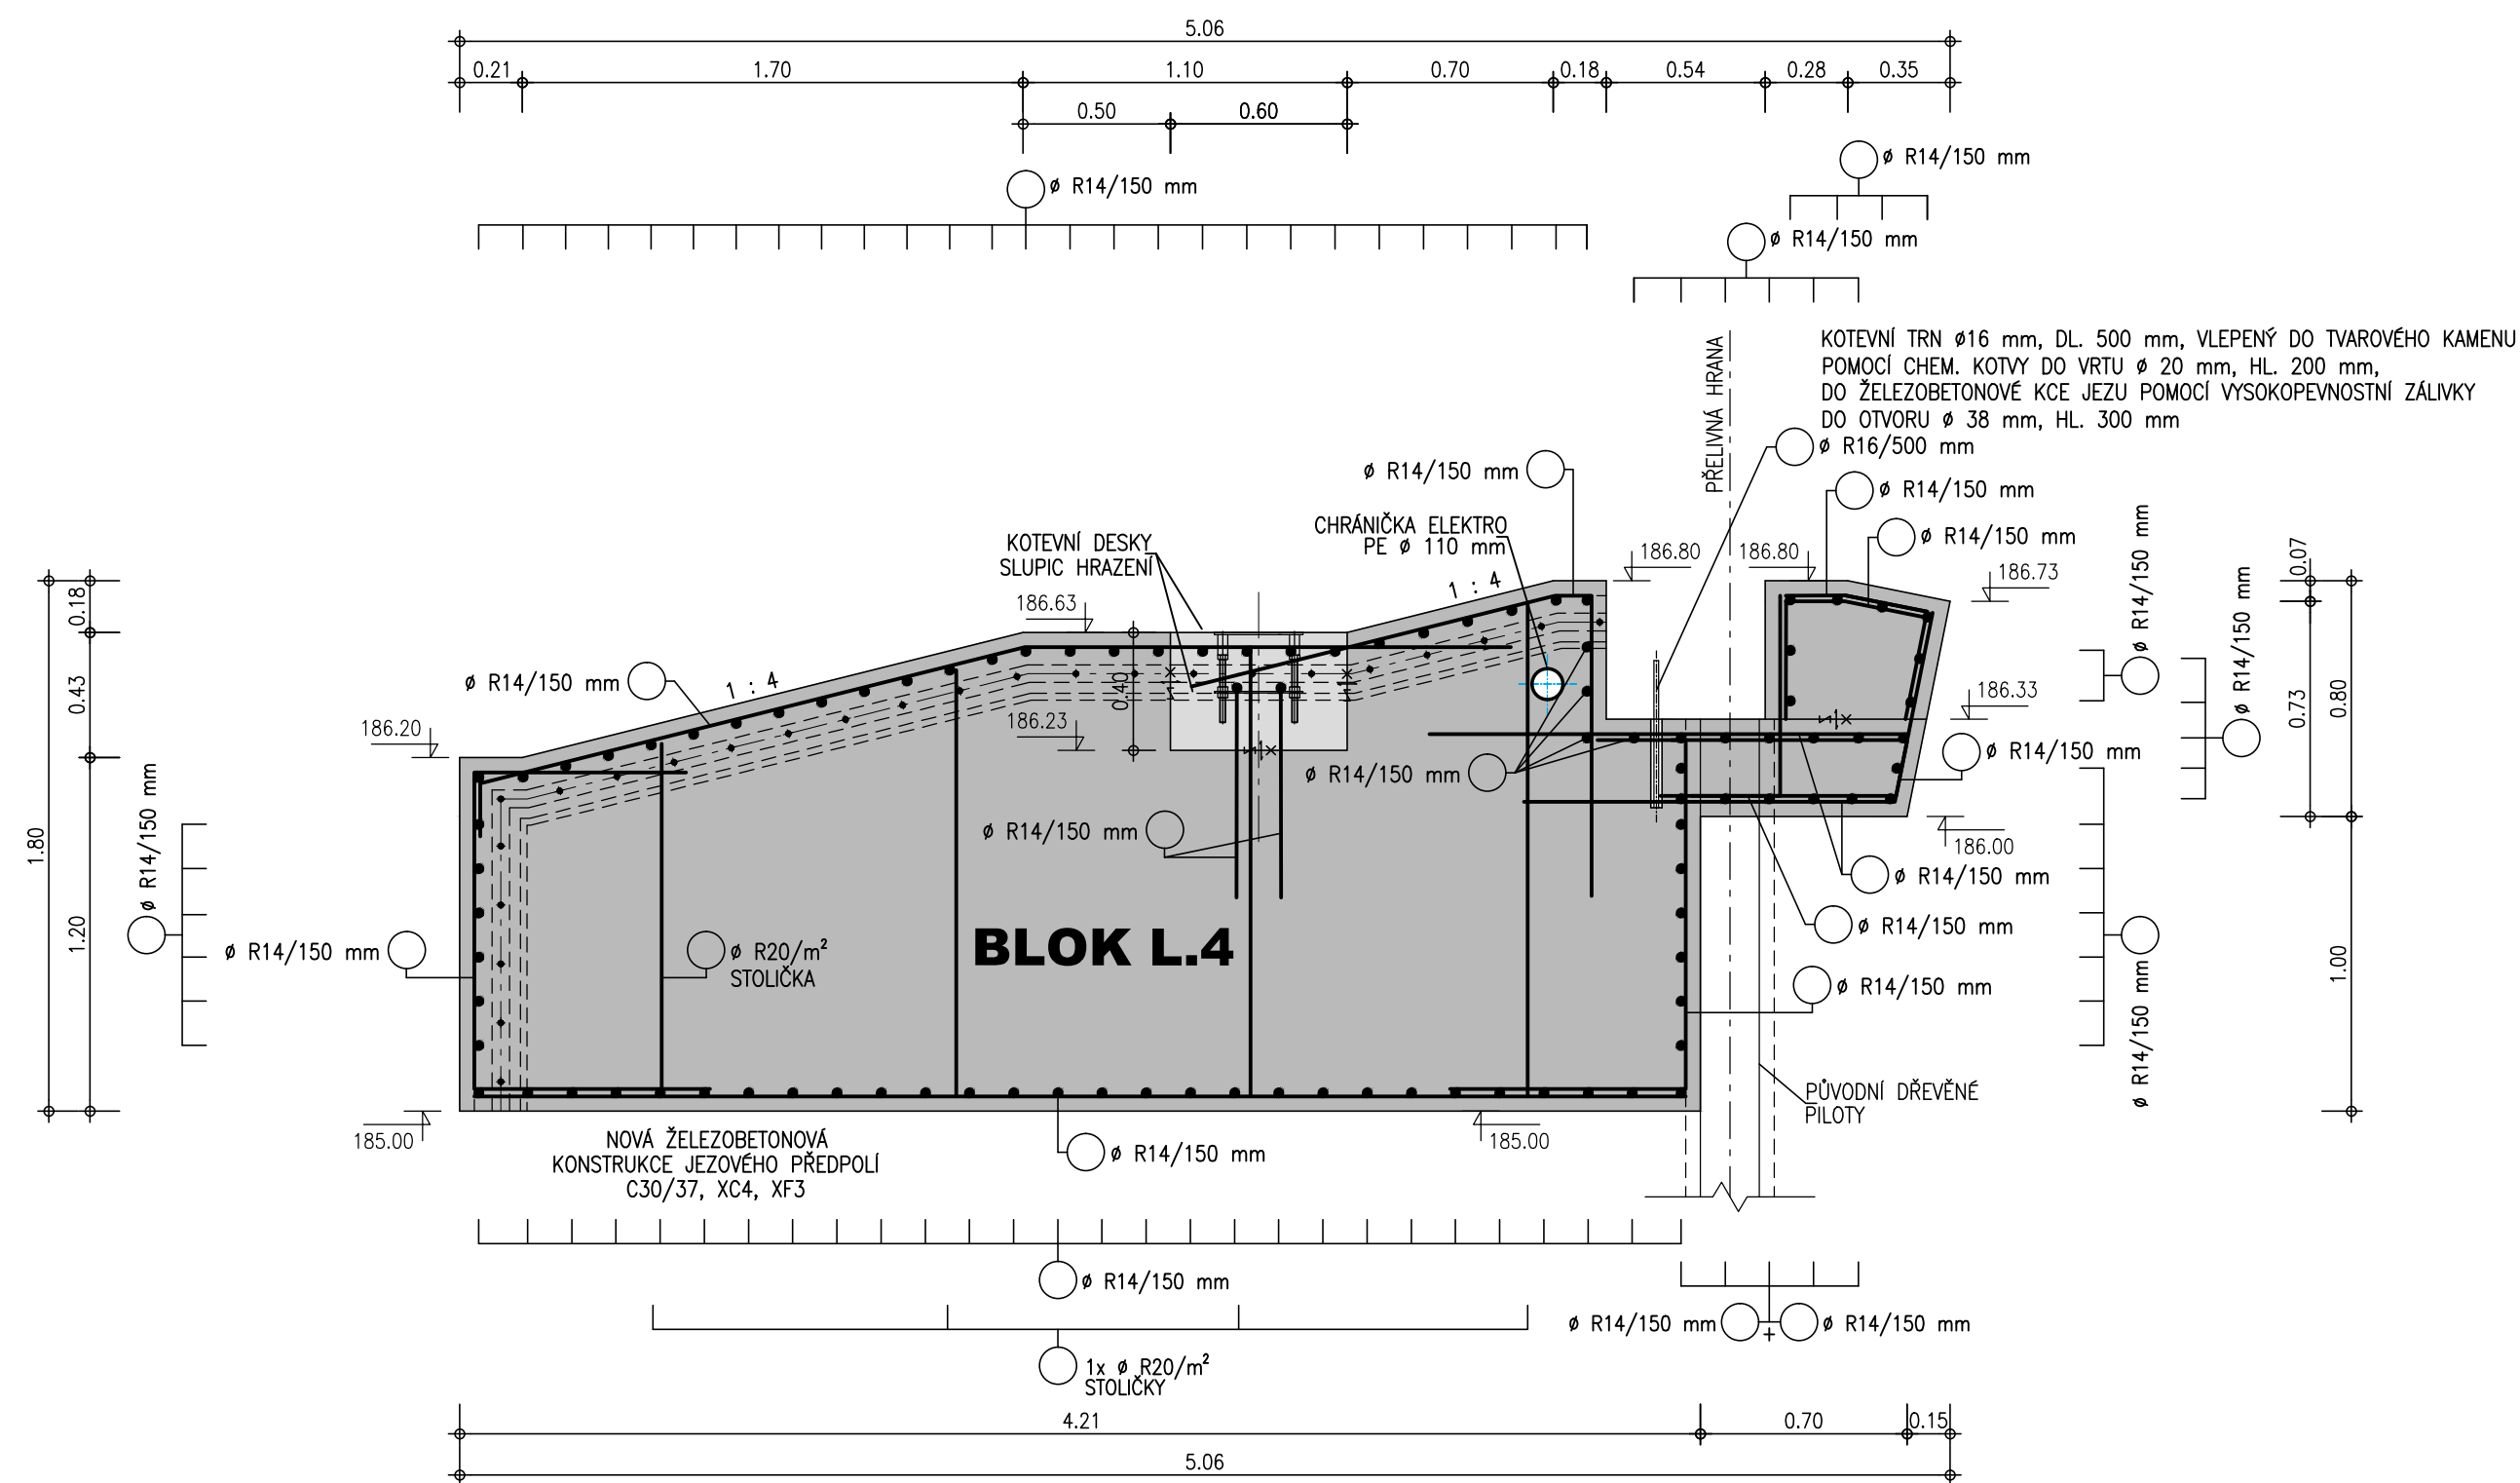 5.06
0.21 1.70 1.10 0.70 0.18 0.54 0.28 0.35
0.50 0.60
ø R14/150 mm
ø R14/150 mm
ø R14/150 mm
PŘELIVNÁ HRANA
KOTEVNÍ TRN ø16 mm, DL. 500 mm, VLEPENÝ DO TVAROVÉHO KAMENU
POMOCÍ CHEM. KOTVY DO VRTU ø 20 mm, HL. 200 mm,
DO ŽELEZOBETONOVÉ KCE JEZU POMOCÍ VYSOKOPEVNOSTNÍ ZÁLIVKY
DO OTVORU ø 38 mm, HL. 300 mm
ø R16/500 mm
ø R14/150 mm
ø R14/150 mm
ø R14/150 mm
CHRÁNIČKA ELEKTRO
PE ø 110 mm
KOTEVNÍ DESKY
SLUPIC HRAZENÍ
186.80
186.80
186.73
186.63
1 : 4
1 : 4
0.40
ø R14/150 mm
186.20
186.23
186.33
ø R14/150 mm
ø R14/150 mm
ø R14/150 mm
186.00
ø R14/150 mm
ø R14/150 mm
ø R14/150 mm
ø R14/150 mm
ø R20/m²
STOLIČKA
BLOK L.4
0.18
0.43
1.80
1.20
ø R14/150 mm
ø R14/150 mm
ø R14/150 mm
ø R14/150 mm
0.07
0.73
0.80
1.00
PŮVODNÍ DŘEVĚNÉ
PILOTY
185.00
185.00
NOVÁ ŽELEZOBETONOVÁ
KONSTRUKCE JEZOVÉHO PŘEDPOLÍ
C30/37, XC4, XF3
ø R14/150 mm
ø R14/150 mm
ø R14/150 mm + ø R14/150 mm
1x ø R20/m²
STOLIČKY
4.21 0.70 0.15
5.06